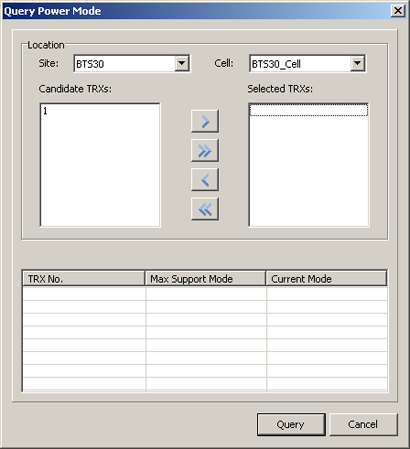 Query Power Mode
Location
Site: BTS30 Cell: BTS30_Cell
Candidate TRXs: Selected TRXs:
1
TRX No. Max Support Mode Current Mode
Query Cancel